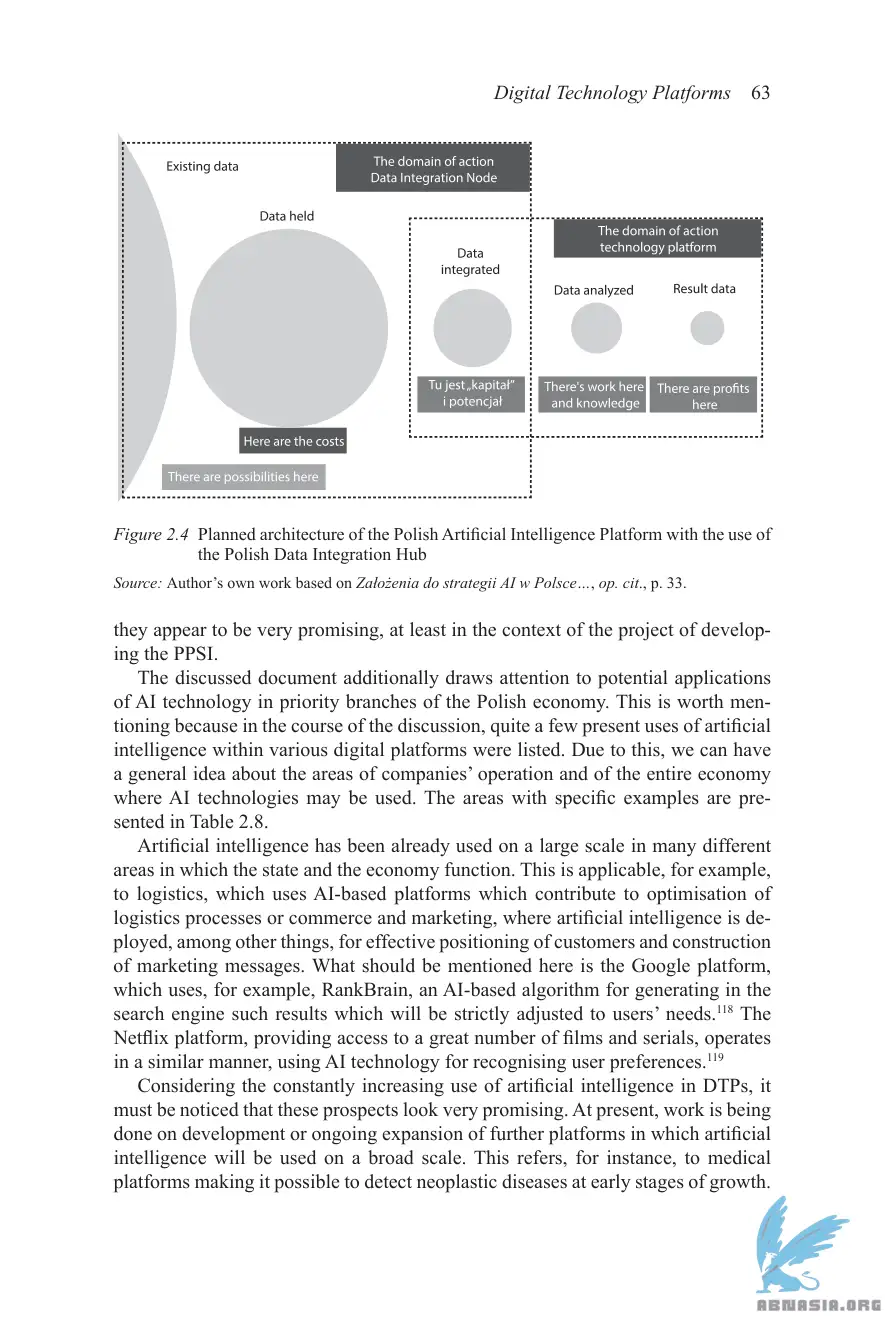 Digital Technology Platforms 63
Existing data
The domain of action
Data Integration Node
Data held
The domain of action
technology platform
Data
integrated
Data analyzed
Result data
Tu jest „kapitał”
i potencjał
There's work here
and knowledge
There are profits
here
Here are the costs
There are possibilities here
Figure 2.4 Planned architecture of the Polish Artificial Intelligence Platform with the use of
the Polish Data Integration Hub
Source: Author’s own work based on Założenia do strategii AI w Polsce…, op. cit., p. 33.
they appear to be very promising, at least in the context of the project of develop-
ing the PPSI.
The discussed document additionally draws attention to potential applications
of AI technology in priority branches of the Polish economy. This is worth men-
tioning because in the course of the discussion, quite a few present uses of artificial
intelligence within various digital platforms were listed. Due to this, we can have
a general idea about the areas of companies’ operation and of the entire economy
where AI technologies may be used. The areas with specific examples are pre-
sented in Table 2.8.
Artificial intelligence has been already used on a large scale in many different
areas in which the state and the economy function. This is applicable, for example,
to logistics, which uses AI-based platforms which contribute to optimisation of
logistics processes or commerce and marketing, where artificial intelligence is de-
ployed, among other things, for effective positioning of customers and construction
of marketing messages. What should be mentioned here is the Google platform,
which uses, for example, RankBrain, an AI-based algorithm for generating in the
search engine such results which will be strictly adjusted to users’ needs.118 The
Netflix platform, providing access to a great number of films and serials, operates
in a similar manner, using AI technology for recognising user preferences.119
Considering the constantly increasing use of artificial intelligence in DTPs, it
must be noticed that these prospects look very promising. At present, work is being
done on development or ongoing expansion of further platforms in which artificial
intelligence will be used on a broad scale. This refers, for instance, to medical
platforms making it possible to detect neoplastic diseases at early stages of growth.
ABNASIA.ORG